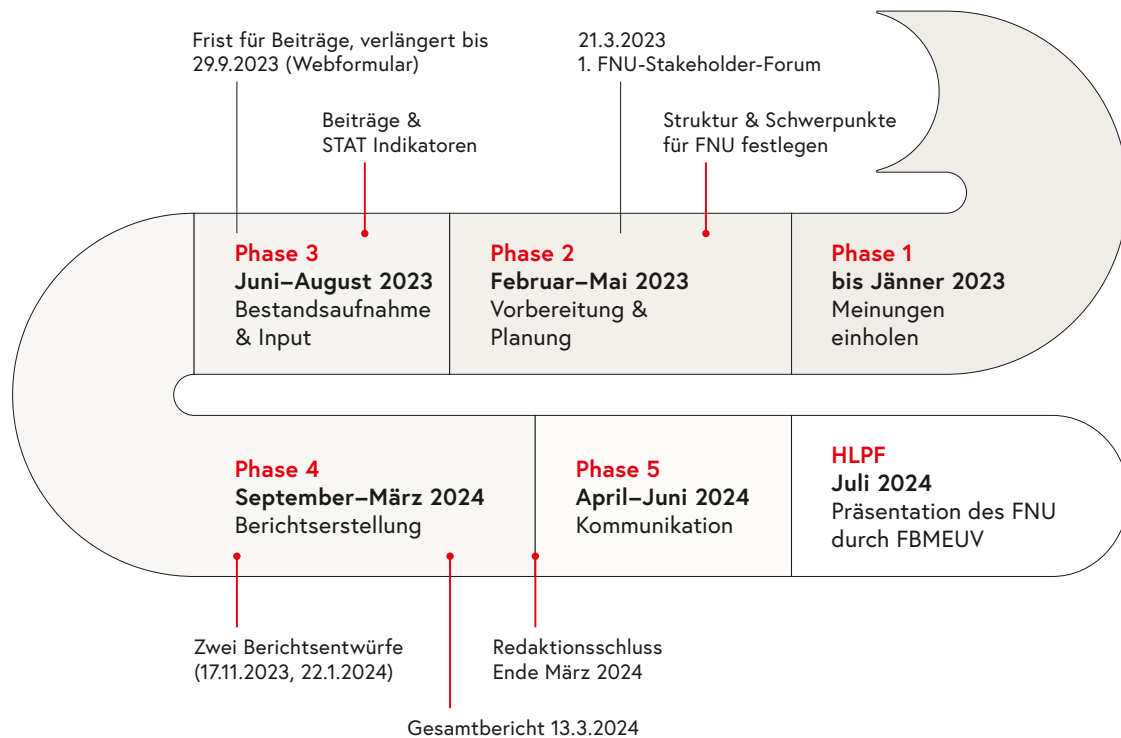 Frist für Beiträge, verlängert bis
29.9.2023 (Webformular)
21.3.2023
1. FNU-Stakeholder-Forum
Beiträge &
STAT Indikatoren
Struktur & Schwerpunkte
für FNU festlegen
Phase 3
Juni–August 2023
Bestandsaufnahme
& Input
Phase 2
Februar–Mai 2023
Vorbereitung &
Planung
Phase 1
bis Jänner 2023
Meinungen
einholen
Phase 4
September–März 2024
Berichtserstellung
Phase 5
April–Juni 2024
Kommunikation
HLPF
Juli 2024
Präsentation des FNU
durch FBMEUV
Zwei Berichtsentwürfe
(17.11.2023, 22.1.2024)
Redaktionsschluss
Ende März 2024
Gesamtbericht 13.3.2024